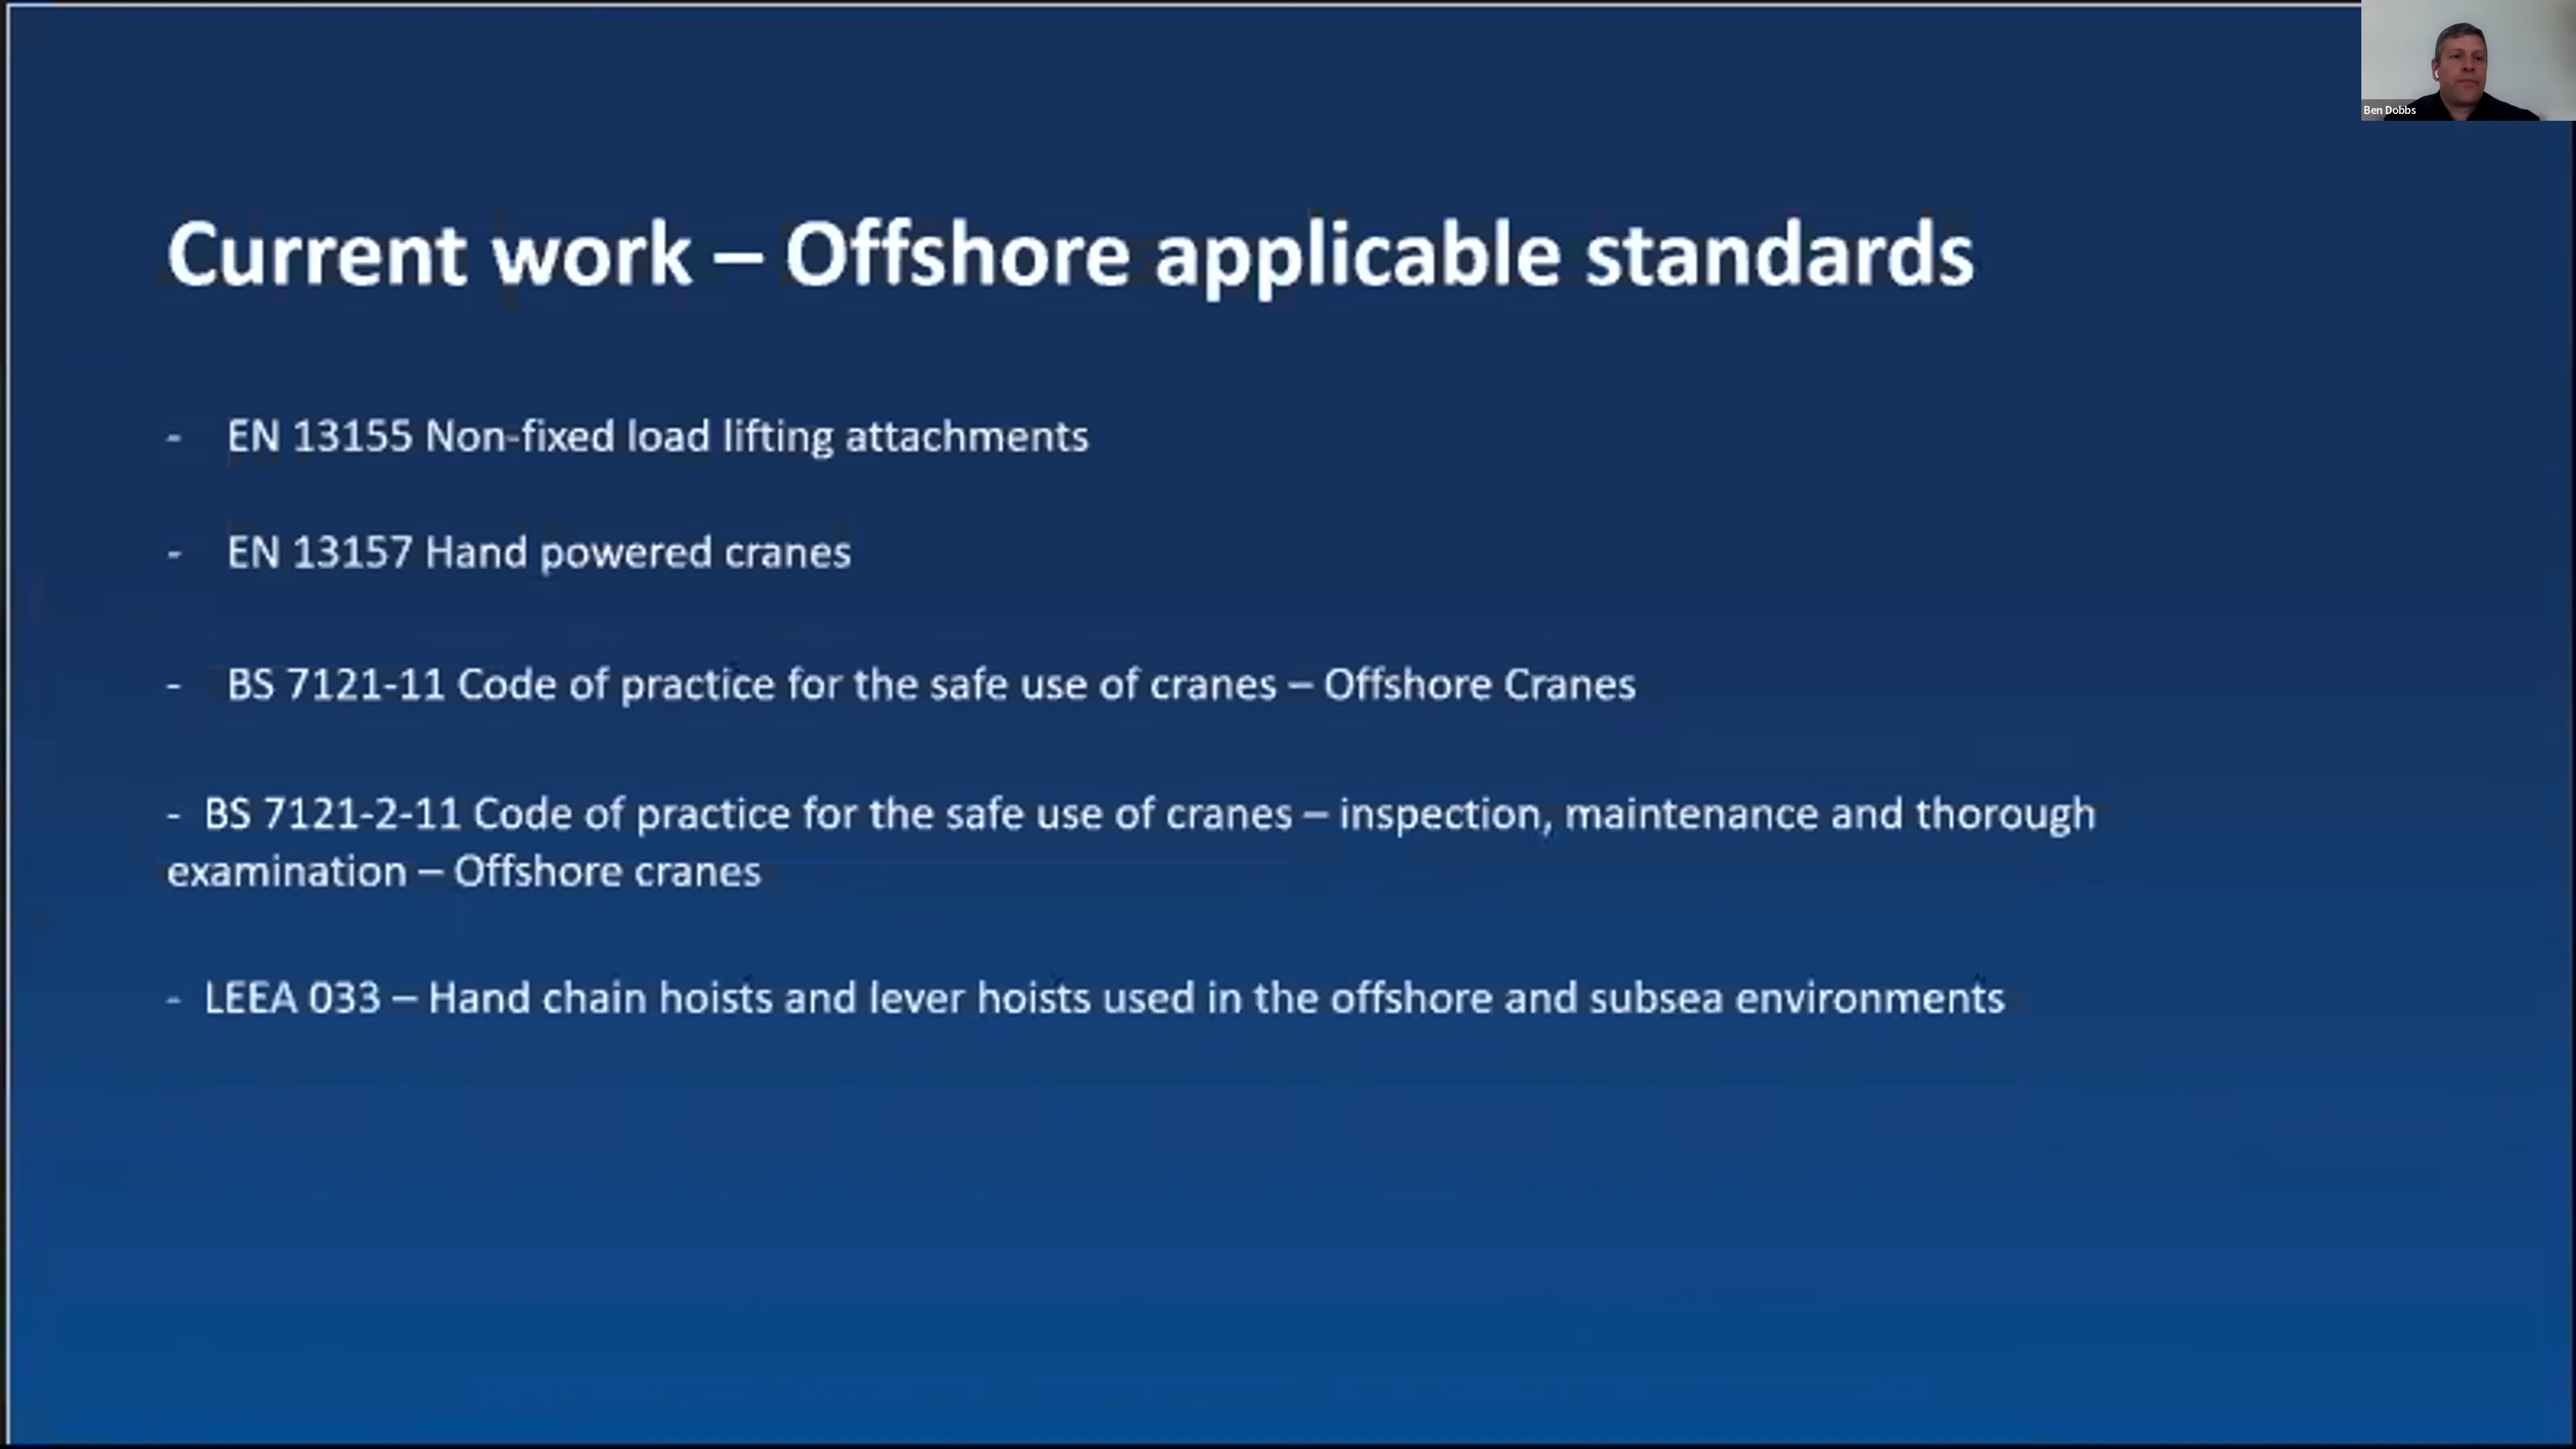 Ben Dobbs
Current work – Offshore applicable standards
- EN 13155 Non-fixed load lifting attachments
- EN 13157 Hand powered cranes
- BS 7121-11 Code of practice for the safe use of cranes – Offshore Cranes
- BS 7121-2-11 Code of practice for the safe use of cranes – inspection, maintenance and thorough
examination – Offshore cranes
- LEEA 033 – Hand chain hoists and lever hoists used in the offshore and subsea environments